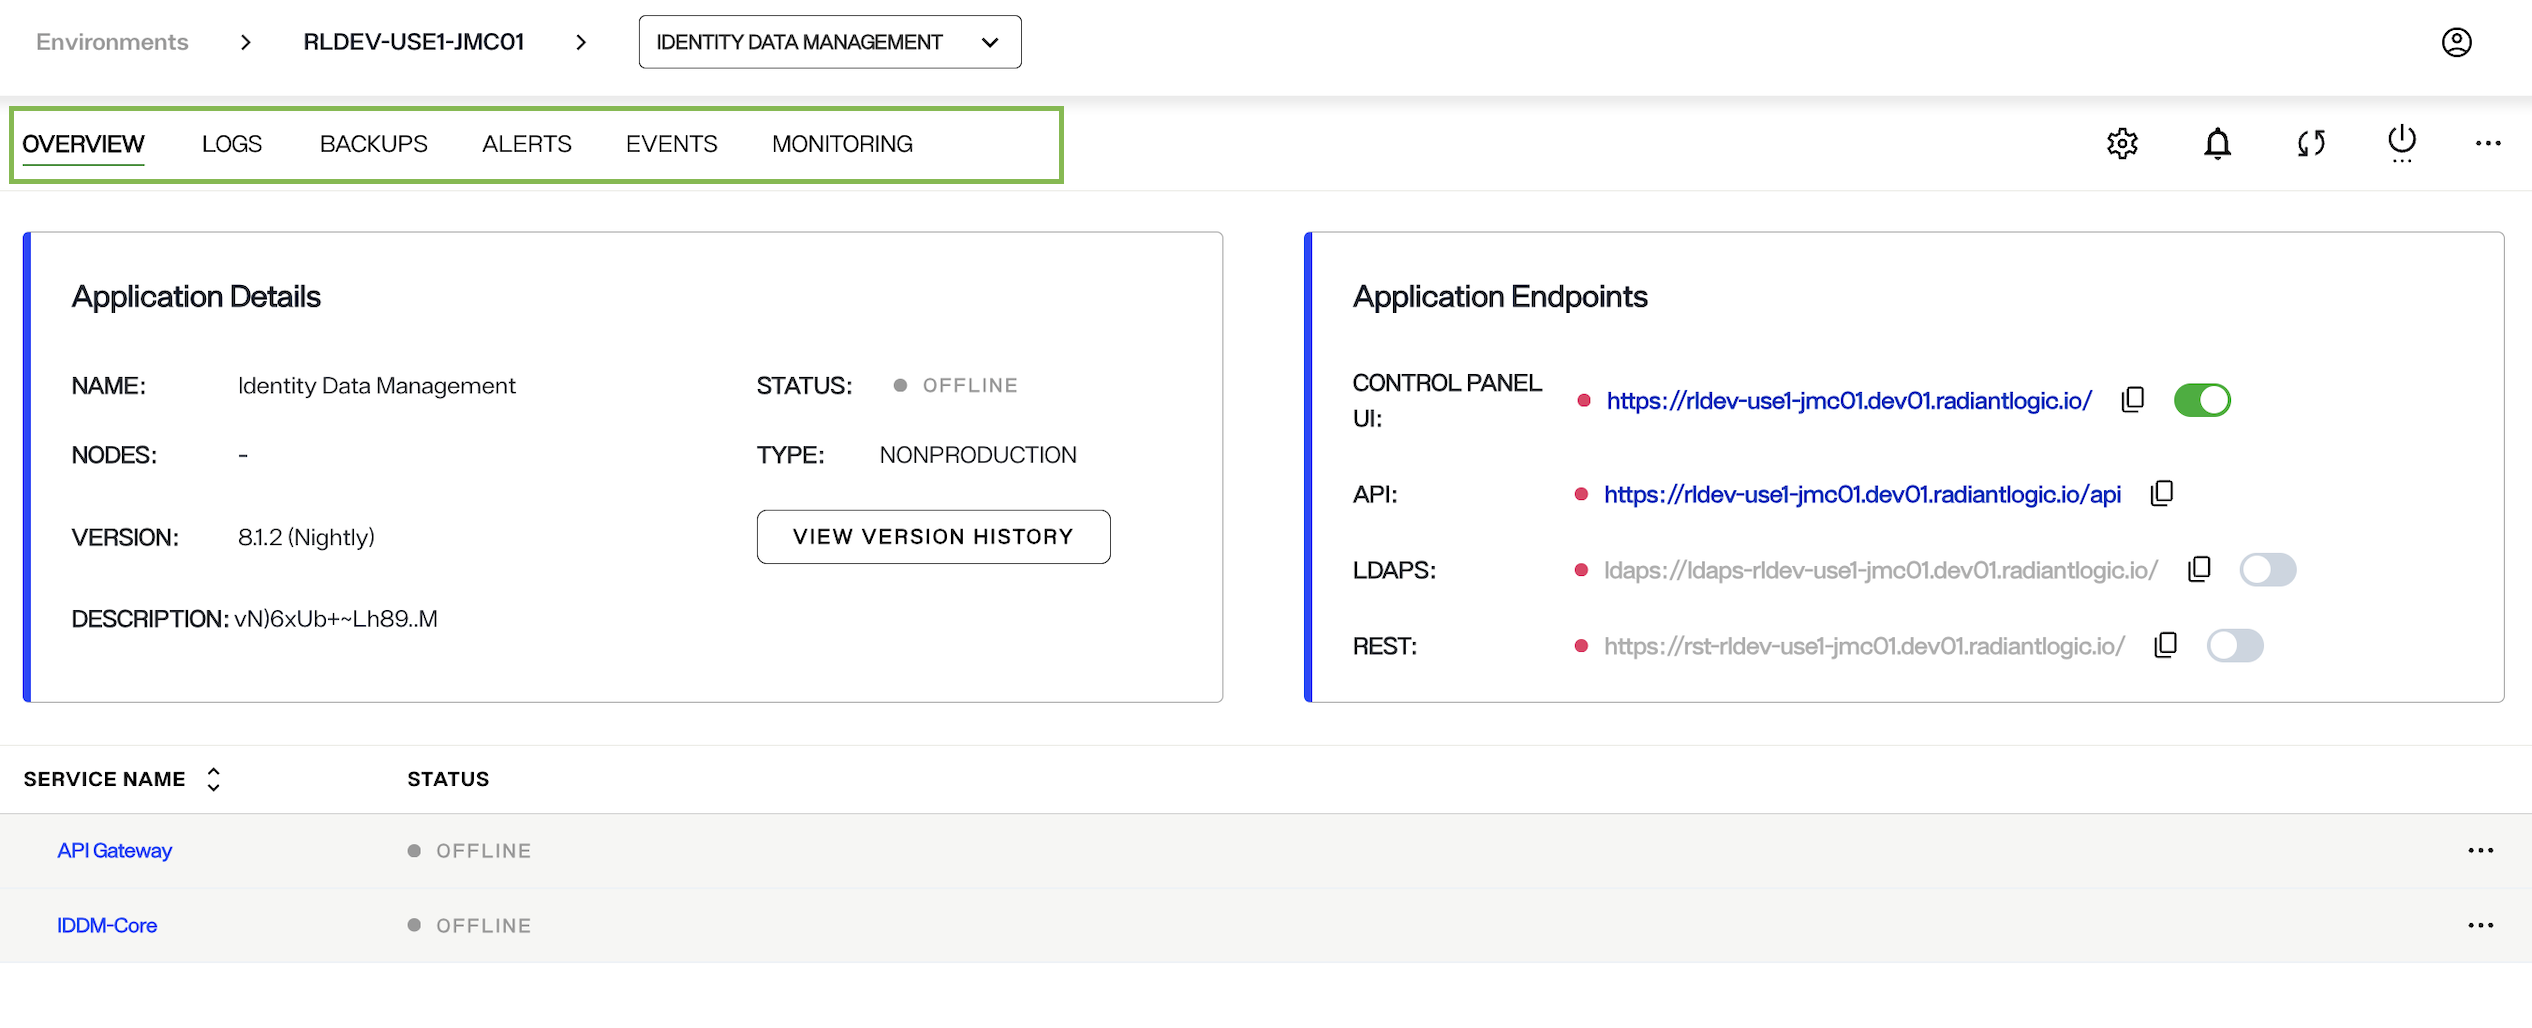 Environments > RLDEV-USE1-JMC01 > IDENTITY DATA MANAGEMENT
OVERVIEW LOGS BACKUPS ALERTS EVENTS MONITORING
Application Details
NAME: Identity Data Management STATUS: OFFLINE
NODES: - TYPE: NONPRODUCTION
VERSION: 8.1.2 (Nightly) VIEW VERSION HISTORY
DESCRIPTION: vN)6xUb+~Lh89..M
Application Endpoints
CONTROL PANEL
UI: https://rldev-use1-jmc01.dev01.radiantlogic.io/
API: https://rldev-use1-jmc01.dev01.radiantlogic.io/api
LDAPS: ldaps://ldaps-rldev-use1-jmc01.dev01.radiantlogic.io/
REST: https://rst-rldev-use1-jmc01.dev01.radiantlogic.io/
SERVICE NAME STATUS
API Gateway OFFLINE
IDDM-Core OFFLINE